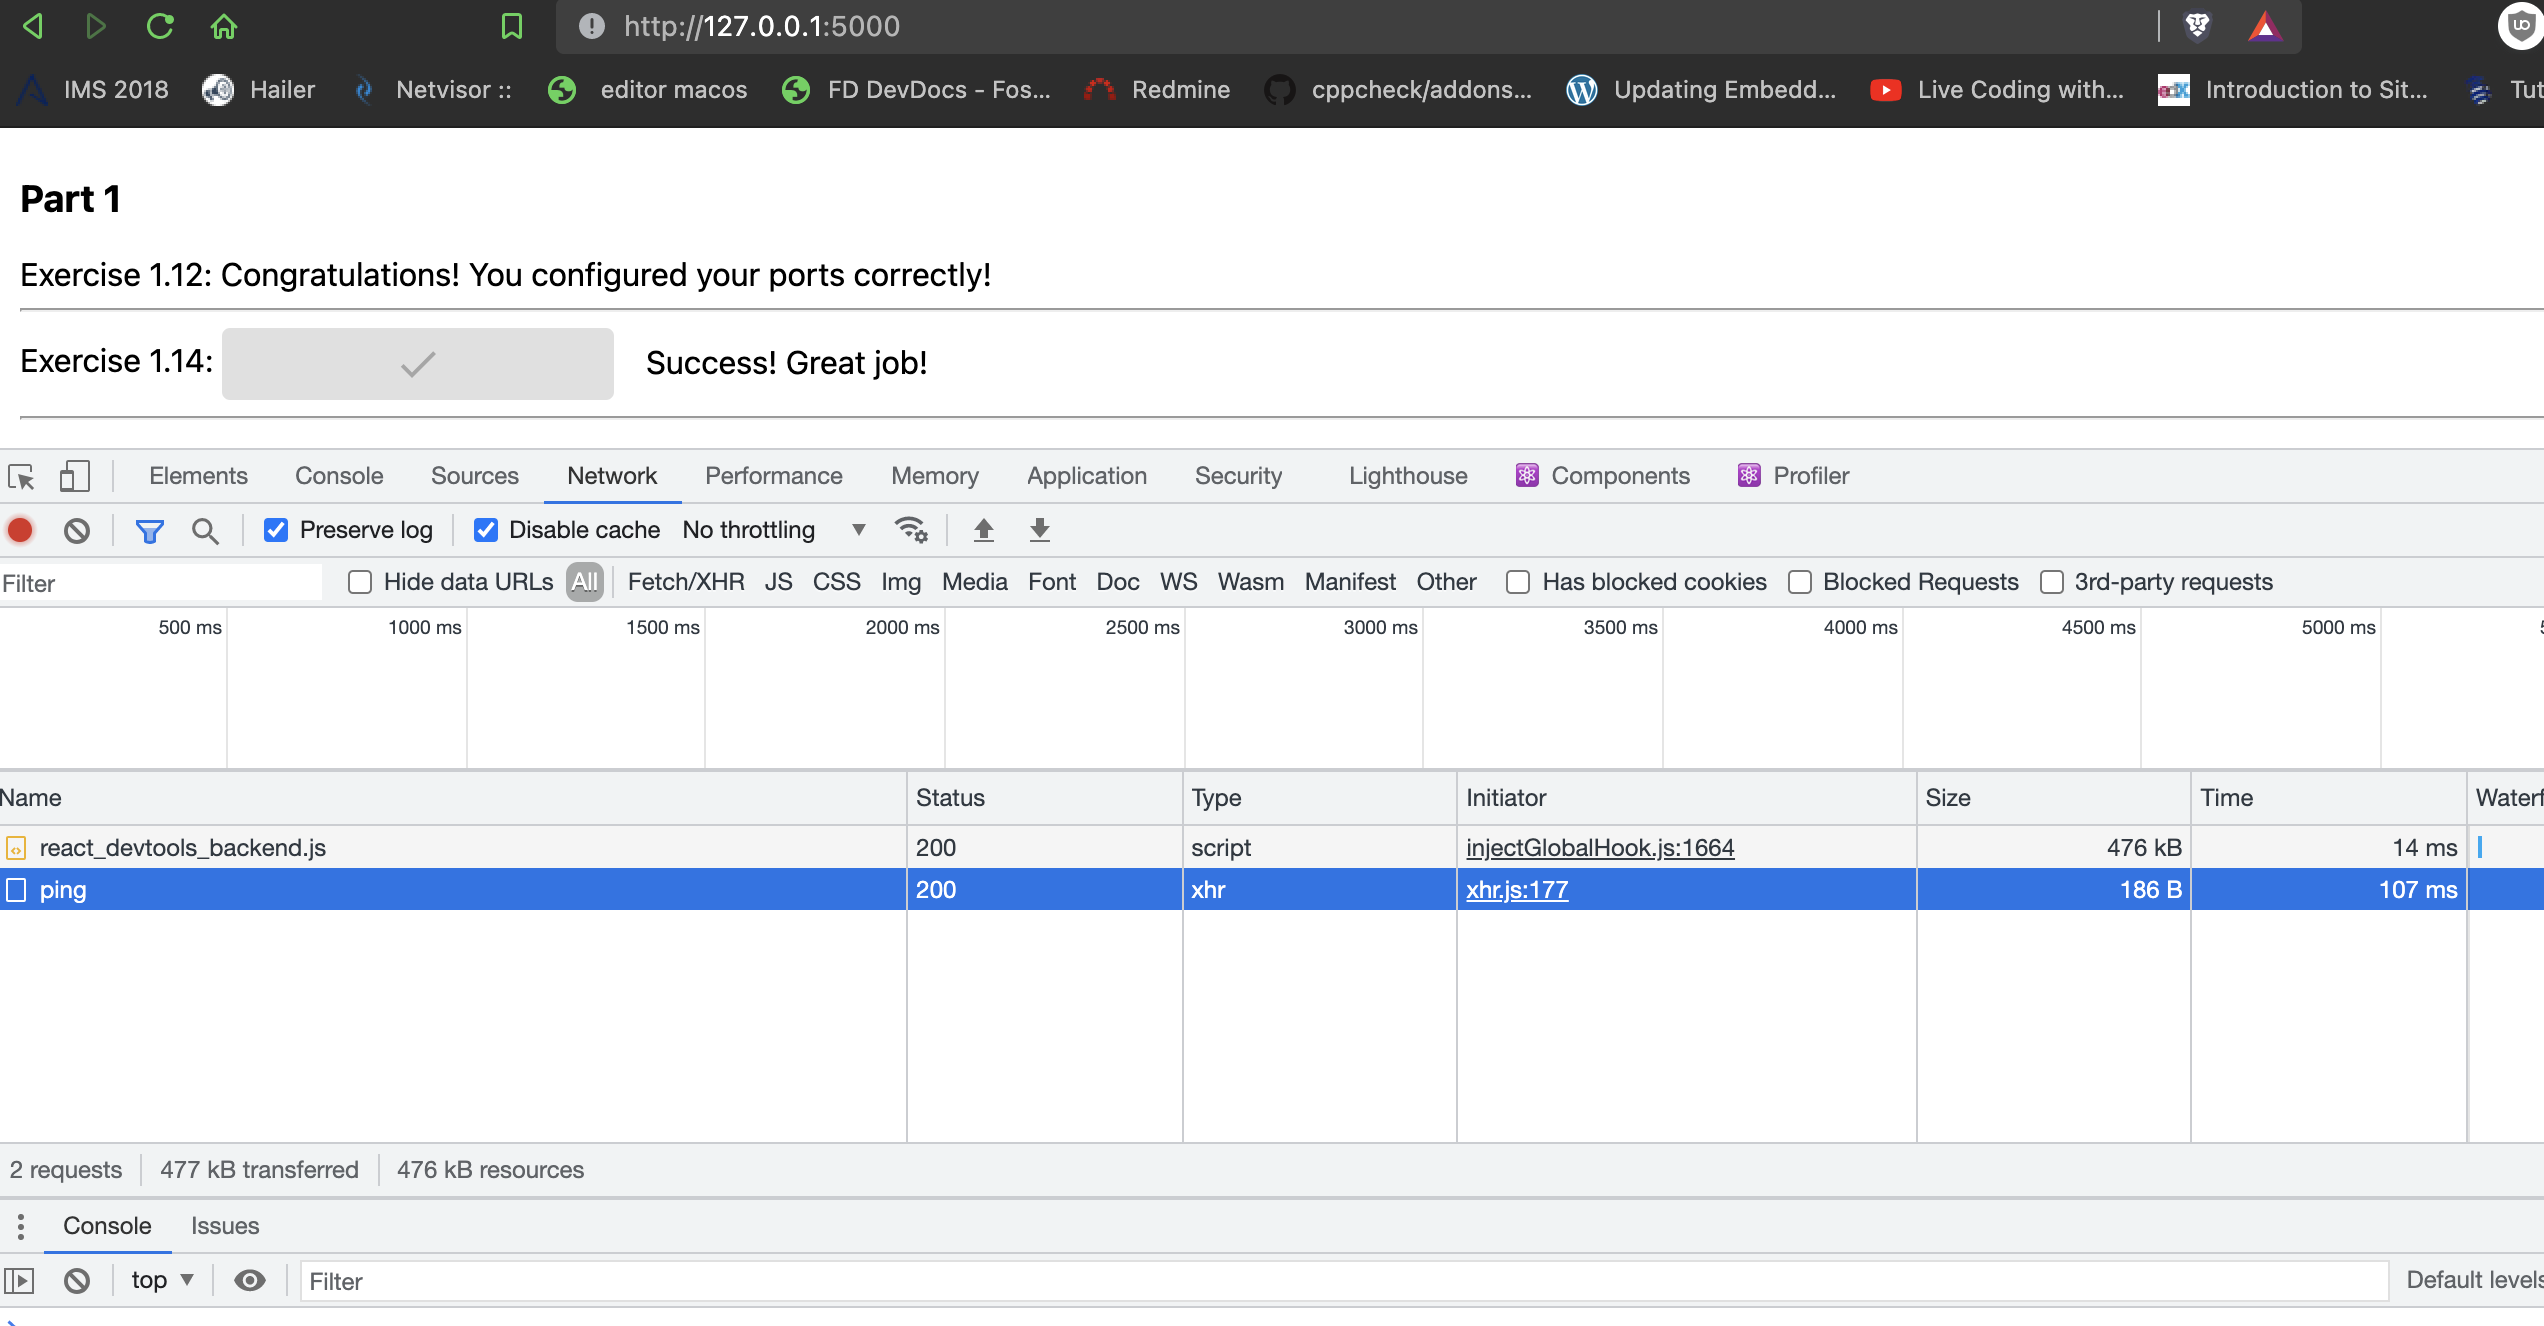 http://127.0.0.1:5000
IMS 2018 Hailer Netvisor :: editor macos FD DevDocs - Fos... Redmine cppcheck/addons... Updating Embedd... Live Coding with... Introduction to Sit... Tut
Part 1
Exercise 1.12: Congratulations! You configured your ports correctly!
Exercise 1.14: Success! Great job!
Elements Console Sources Network Performance Memory Application Security Lighthouse Components Profiler
Preserve log Disable cache No throttling
Filter Hide data URLs All Fetch/XHR JS CSS Img Media Font Doc WS Wasm Manifest Other Has blocked cookies Blocked Requests 3rd-party requests
500 ms 1000 ms 1500 ms 2000 ms 2500 ms 3000 ms 3500 ms 4000 ms 4500 ms 5000 ms
Name Status Type Initiator Size Time Waterf
react_devtools_backend.js 200 script injectGlobalHook.js:1664 476 kB 14 ms
ping 200 xhr xhr.js:177 186 B 107 ms
2 requests 477 kB transferred 476 kB resources
Console Issues
top Filter Default levels